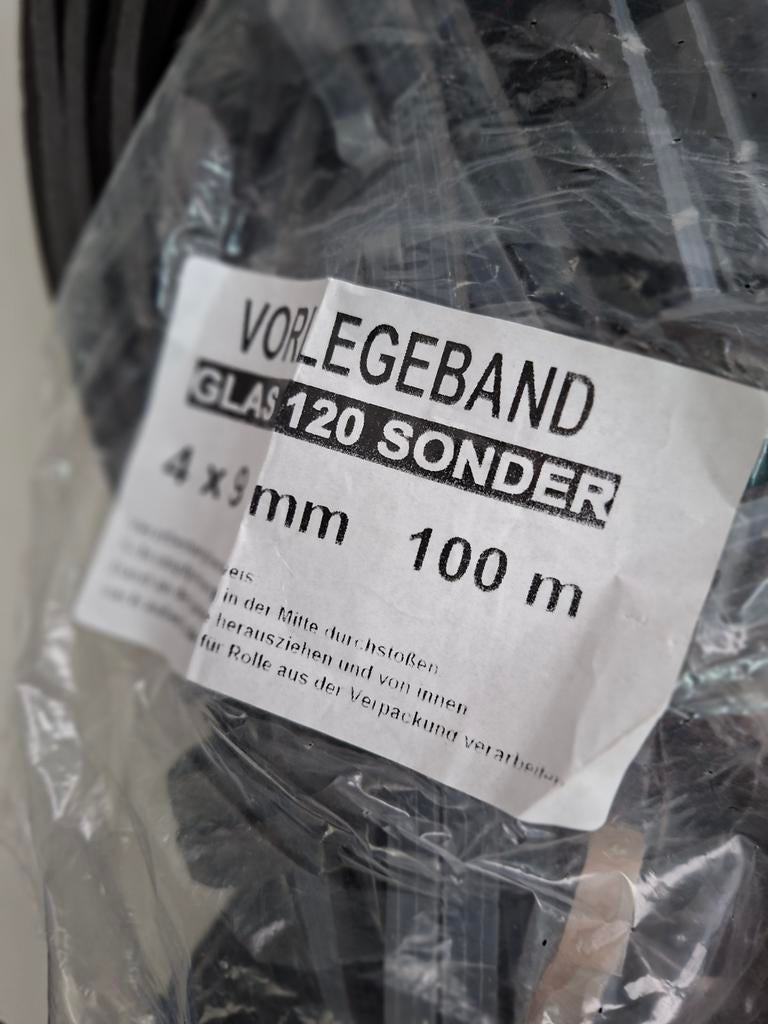 VORLEGEBAND
GLAS 120 SONDER
4 x 9 mm 100 m
eis
in der Mitte durchstoßen
herausziehen und von innen
für Rolle aus der Verpackung verarbeiten